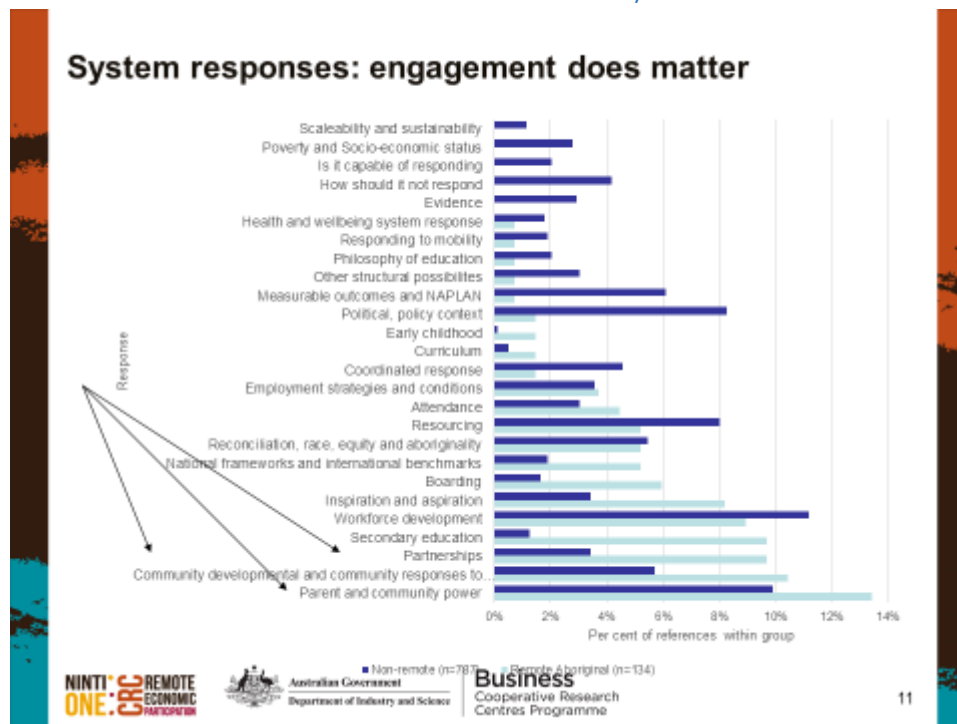 System responses: engagement does matter
Scaleability and sustainability
Poverty and Socio-economic status
Is it capable of responding
How should it not respond
Evidence
Health and wellbeing system response
Responding to mobility
Philosophy of education
Other structural possibilites
Measurable outcomes and NAPLAN
Political, policy context
Early childhood
Curriculum
Coordinated response
Employment strategies and conditions
Attendance
Resourcing
Reconciliation, race, equity and aboriginality
National frameworks and international benchmarks
Boarding
Inspiration and aspiration
Workforce development
Secondary education
Partnerships
Community developmental and community responses to...
Parent and community power
Response
0% 2% 4% 6% 8% 10% 12% 14%
Per cent of references within group
Non-remote (n=787) Remote Aboriginal (n=134)
NINTI ONE:
CRC REMOTE ECONOMIC PARTICIPATION
Australian Government
Department of Industry and Science
Business
Cooperative Research
Centres Programme
11